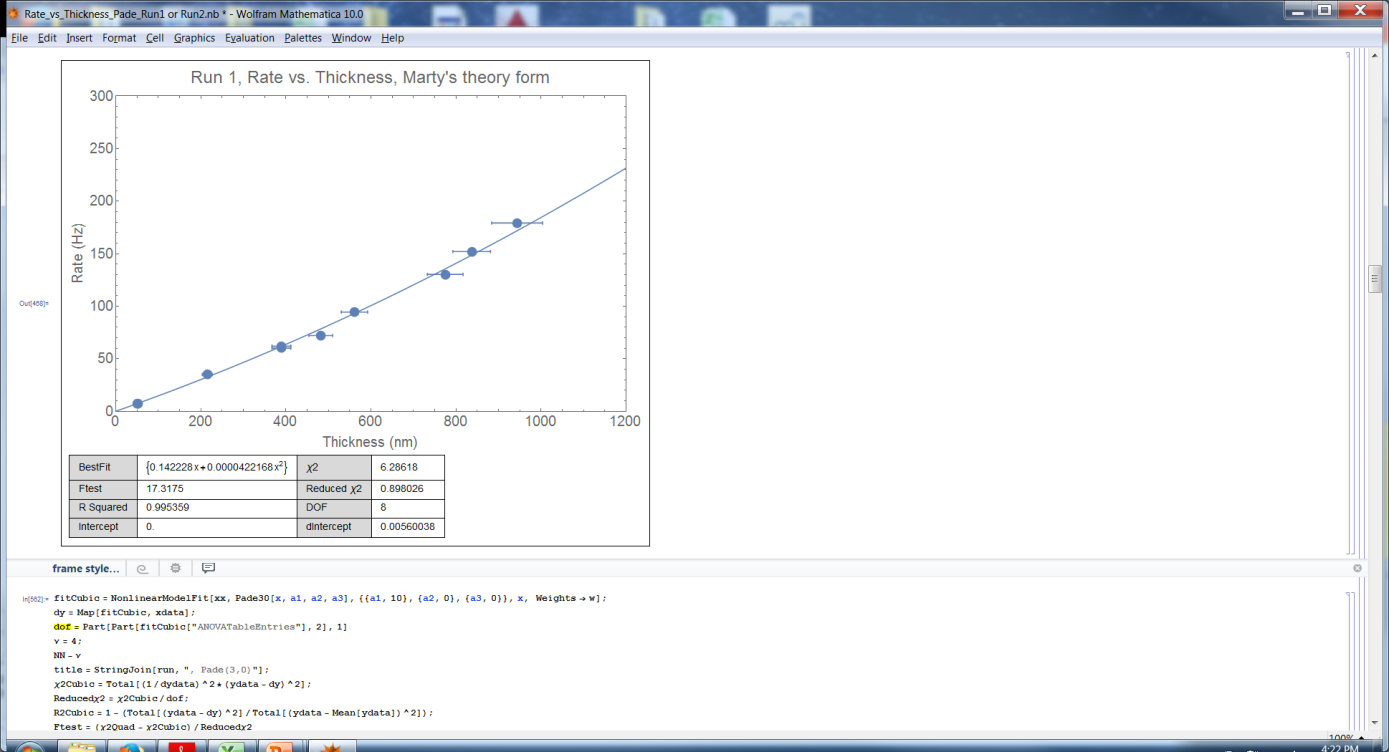 Rate_vs_Thickness_Pade_Run1 or Run2.nb * - Wolfram Mathematica 10.0
File Edit Insert Format Cell Graphics Evaluation Palettes Window Help
Run 1, Rate vs. Thickness, Marty's theory form
300
250
200
150
100
50
0
Rate (Hz)
0 200 400 600 800 1000 1200
Thickness (nm)
Out[468]=
BestFit {0.142228x+0.0000422168x²} χ2 6.28618
Ftest 17.3175 Reduced χ2 0.898026
R Squared 0.995359 DOF 8
Intercept 0. dIntercept 0.00560038
frame style...
In[562]:= fitCubic = NonlinearModelFit[xx, Pade30[x, a1, a2, a3], {{a1, 10}, {a2, 0}, {a3, 0}}, x, Weights → w];
dy = Map[fitCubic, xdata];
dof = Part[Part[fitCubic["ANOVATableEntries"], 2], 1]
ν = 4;
NN - ν
title = StringJoin[run, ", Pade(3,0)"];
χ2Cubic = Total[(1/dydata)^2*(ydata - dy)^2];
Reducedχ2 = χ2Cubic/dof;
R2Cubic = 1 - (Total[(ydata - dy)^2]/Total[(ydata - Mean[ydata])^2]);
Ftest = (χ2Quad - χ2Cubic)/Reducedχ2
100%
4:22 PM